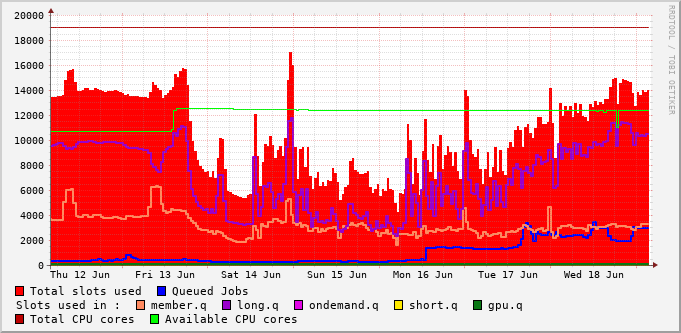 20000
18000
16000
14000
12000
10000
8000
6000
4000
2000
0
Thu 12 Jun Fri 13 Jun Sat 14 Jun Sun 15 Jun Mon 16 Jun Tue 17 Jun Wed 18 Jun
RRDTOOL / TOBI OETIKER
Total slots used Queued Jobs
Slots used in : member.q long.q ondemand.q short.q gpu.q
Total CPU cores Available CPU cores